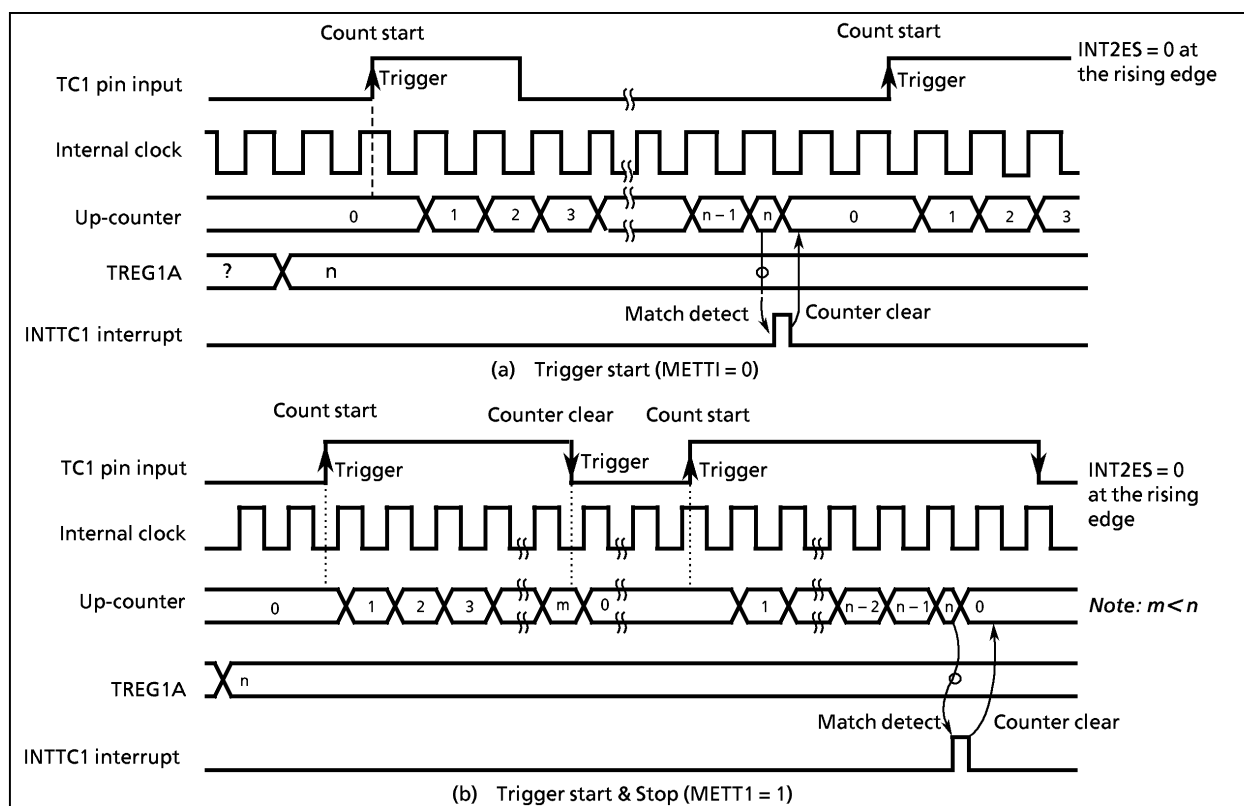 Count start
Count start
TC1 pin input
Trigger
Trigger
INT2ES = 0 at
the rising edge
Internal clock
Up-counter
0
1
2
3
n – 1
n
0
1
2
3
TREG1A
?
n
INTTC1 interrupt
Match detect
Counter clear
(a) Trigger start (METTI = 0)
Count start
Counter clear
Count start
TC1 pin input
Trigger
Trigger
Trigger
INT2ES = 0
at the rising
edge
Internal clock
Up-counter
0
1
2
3
m
0
1
n – 2
n – 1
n
0
Note: m < n
TREG1A
n
Match detect
Counter clear
INTTC1 interrupt
(b) Trigger start & Stop (METT1 = 1)